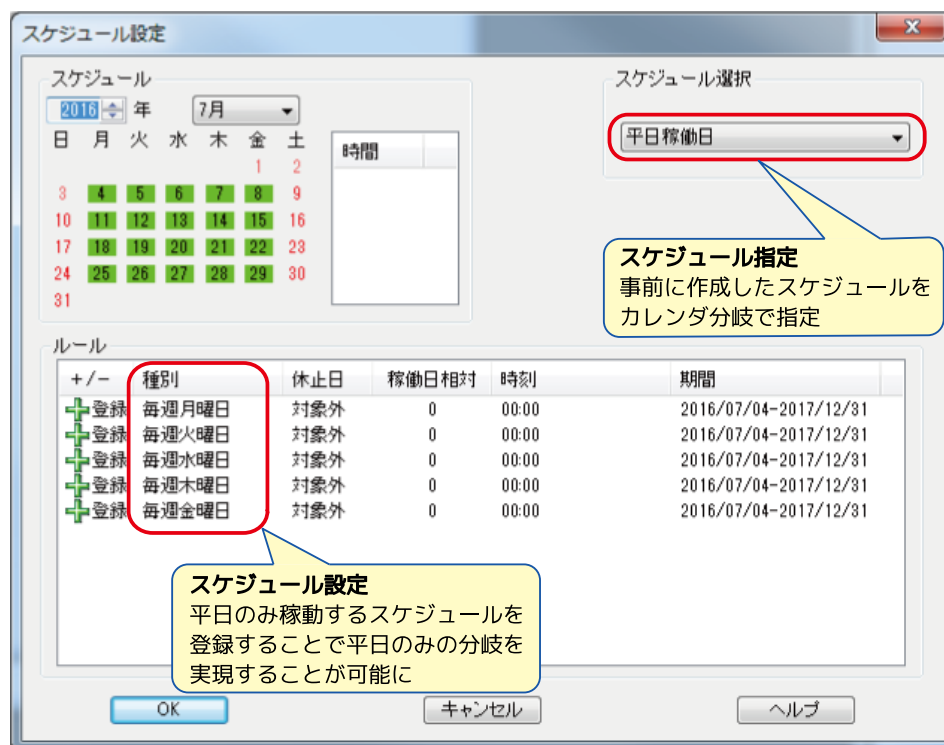 スケジュール設定
スケジュール
スケジュール選択
2016 年 7月
平日稼働日
日 月 火 水 木 金 土
時間
1 2
3 4 5 6 7 8 9
10 11 12 13 14 15 16
17 18 19 20 21 22 23
24 25 26 27 28 29 30
31
スケジュール指定
事前に作成したスケジュールを
カレンダ分岐で指定
ルール
+/- 種別 休止日 稼働日相対 時刻 期間
登録 毎週月曜日 対象外 0 00:00 2016/07/04-2017/12/31
登録 毎週火曜日 対象外 0 00:00 2016/07/04-2017/12/31
登録 毎週水曜日 対象外 0 00:00 2016/07/04-2017/12/31
登録 毎週木曜日 対象外 0 00:00 2016/07/04-2017/12/31
登録 毎週金曜日 対象外 0 00:00 2016/07/04-2017/12/31
スケジュール設定
平日のみ稼動するスケジュールを
登録することで平日のみの分岐を
実現することが可能に
OK キャンセル ヘルプ